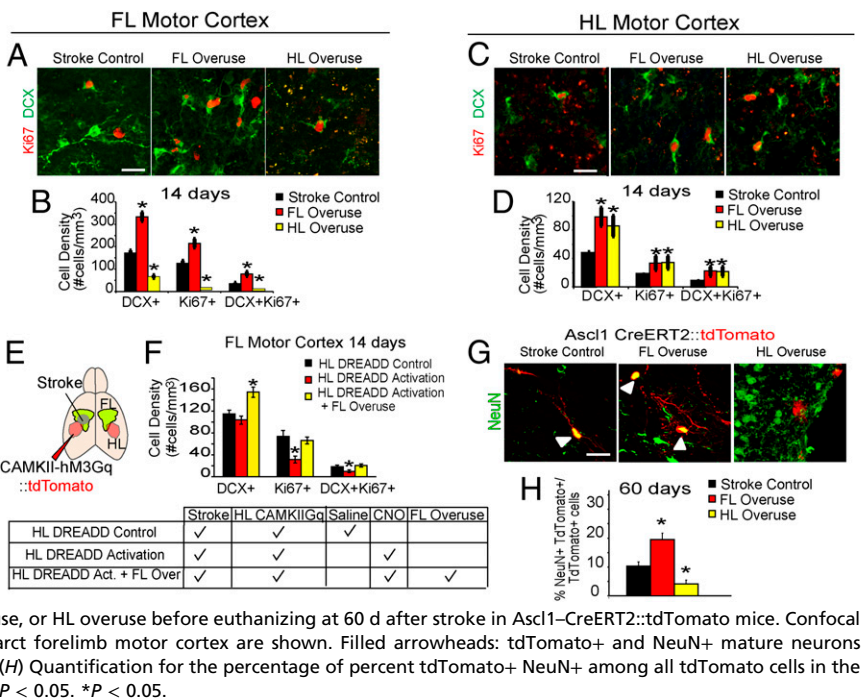 FL Motor Cortex
HL Motor Cortex
A
Stroke Control FL Overuse HL Overuse
Ki67 DCX
C
Stroke Control FL Overuse HL Overuse
Ki67 DCX
B
14 days
Stroke Control
FL Overuse
HL Overuse
Cell Density
(#cells/mm3)
400
300
200
100
0
* * * * * *
DCX+ Ki67+ DCX+Ki67+
D
14 days
Stroke Control
FL Overuse
HL Overuse
Cell Density
(#cells/mm3)
120
80
40
0
* * ** **
DCX+ Ki67+ DCX+Ki67+
E
Stroke
FL
HL
CAMKII-hM3Gq
::tdTomato
F
FL Motor Cortex 14 days
HL DREADD Control
HL DREADD Activation
HL DREADD Activation
+ FL Overuse
Cell Density
(#cells/mm3)
160
120
80
40
0
* * *
DCX+ Ki67+ DCX+Ki67+
G
Ascl1 CreERT2::tdTomato
Stroke Control FL Overuse HL Overuse
NeuN
H
60 days
Stroke Control
FL Overuse
HL Overuse
% NeuN+ TdTomato+/
TdTomato+ cells
30
20
10
0
* *
Stroke HL CAMKIIGq Saline CNO FL Overuse
HL DREADD Control ✓ ✓ ✓
HL DREADD Activation ✓ ✓ ✓
HL DREADD Act. + FL Over ✓ ✓ ✓ ✓
use, or HL overuse before euthanizing at 60 d after stroke in Ascl1–CreERT2::tdTomato mice. Confocal
arct forelimb motor cortex are shown. Filled arrowheads: tdTomato+ and NeuN+ mature neurons
(H) Quantification for the percentage of percent tdTomato+ NeuN+ among all tdTomato cells in the
P < 0.05. *P < 0.05.